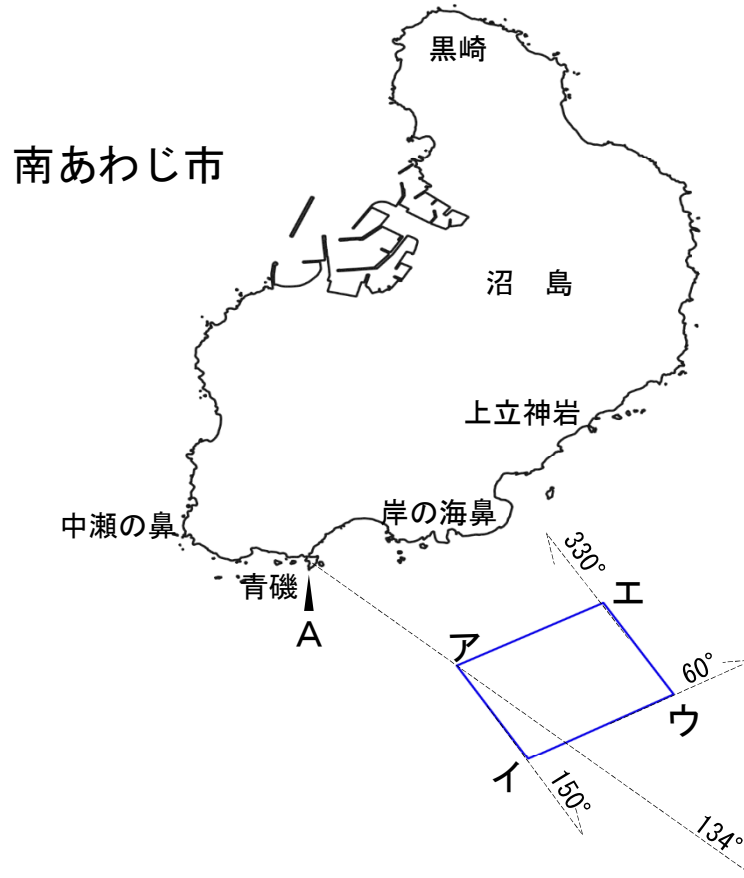 黒崎
南あわじ市
沼 島
上立神岩
岸の海鼻
中瀬の鼻
青磯
A
330°
エ
ア
60°
ウ
イ
150°
134°